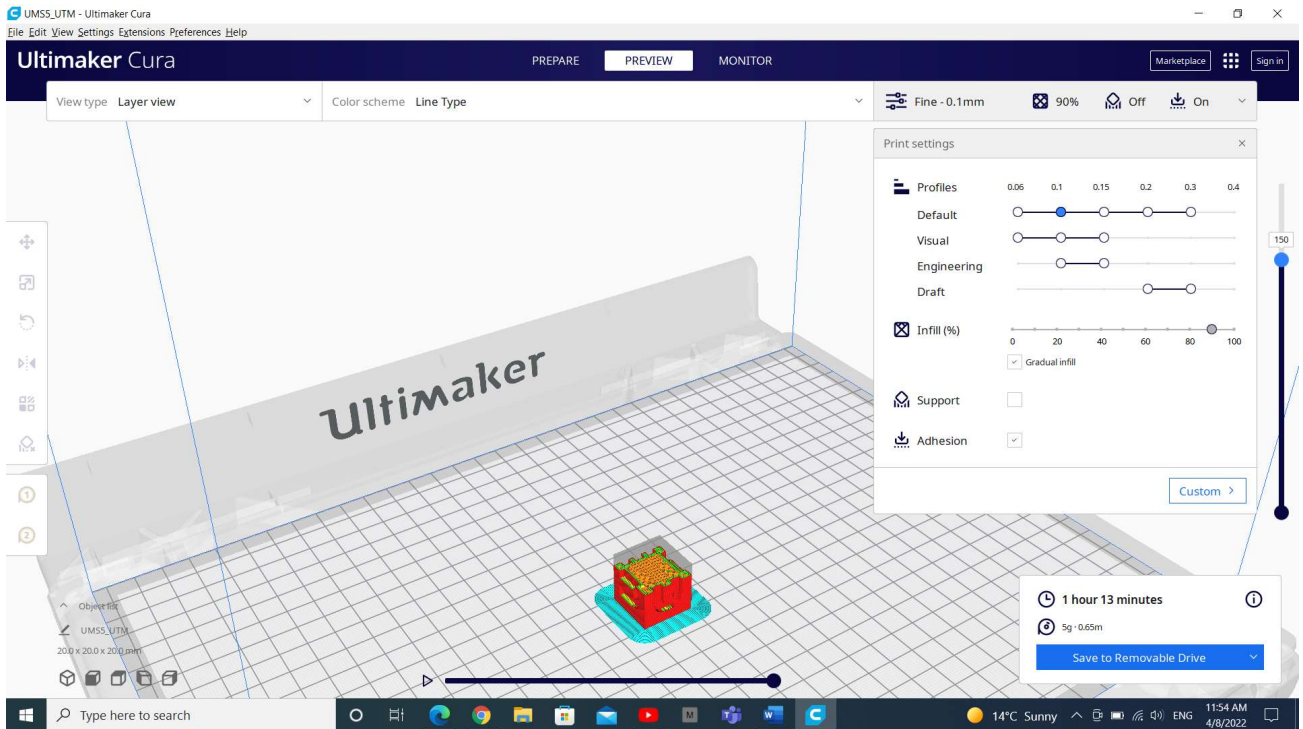 UMS5_UTM - Ultimaker Cura
File Edit View Settings Extensions Preferences Help
Ultimaker Cura
PREPARE PREVIEW MONITOR
Marketplace Sign in
View type Layer view
Color scheme Line Type
Fine - 0.1mm 90% Off On
Print settings
Profiles 0.06 0.1 0.15 0.2 0.3 0.4
Default
Visual
Engineering
Draft
150
Infill (%)
0 20 40 60 80 100
Gradual infill
Support
Adhesion
Custom >
Ultimaker
1
2
Object list
UMS5_UTM
20.0 x 20.0 x 20.0 mm
1 hour 13 minutes
5g · 0.65m
Save to Removable Drive
Type here to search
M
14°C Sunny
ENG
11:54 AM
4/8/2022